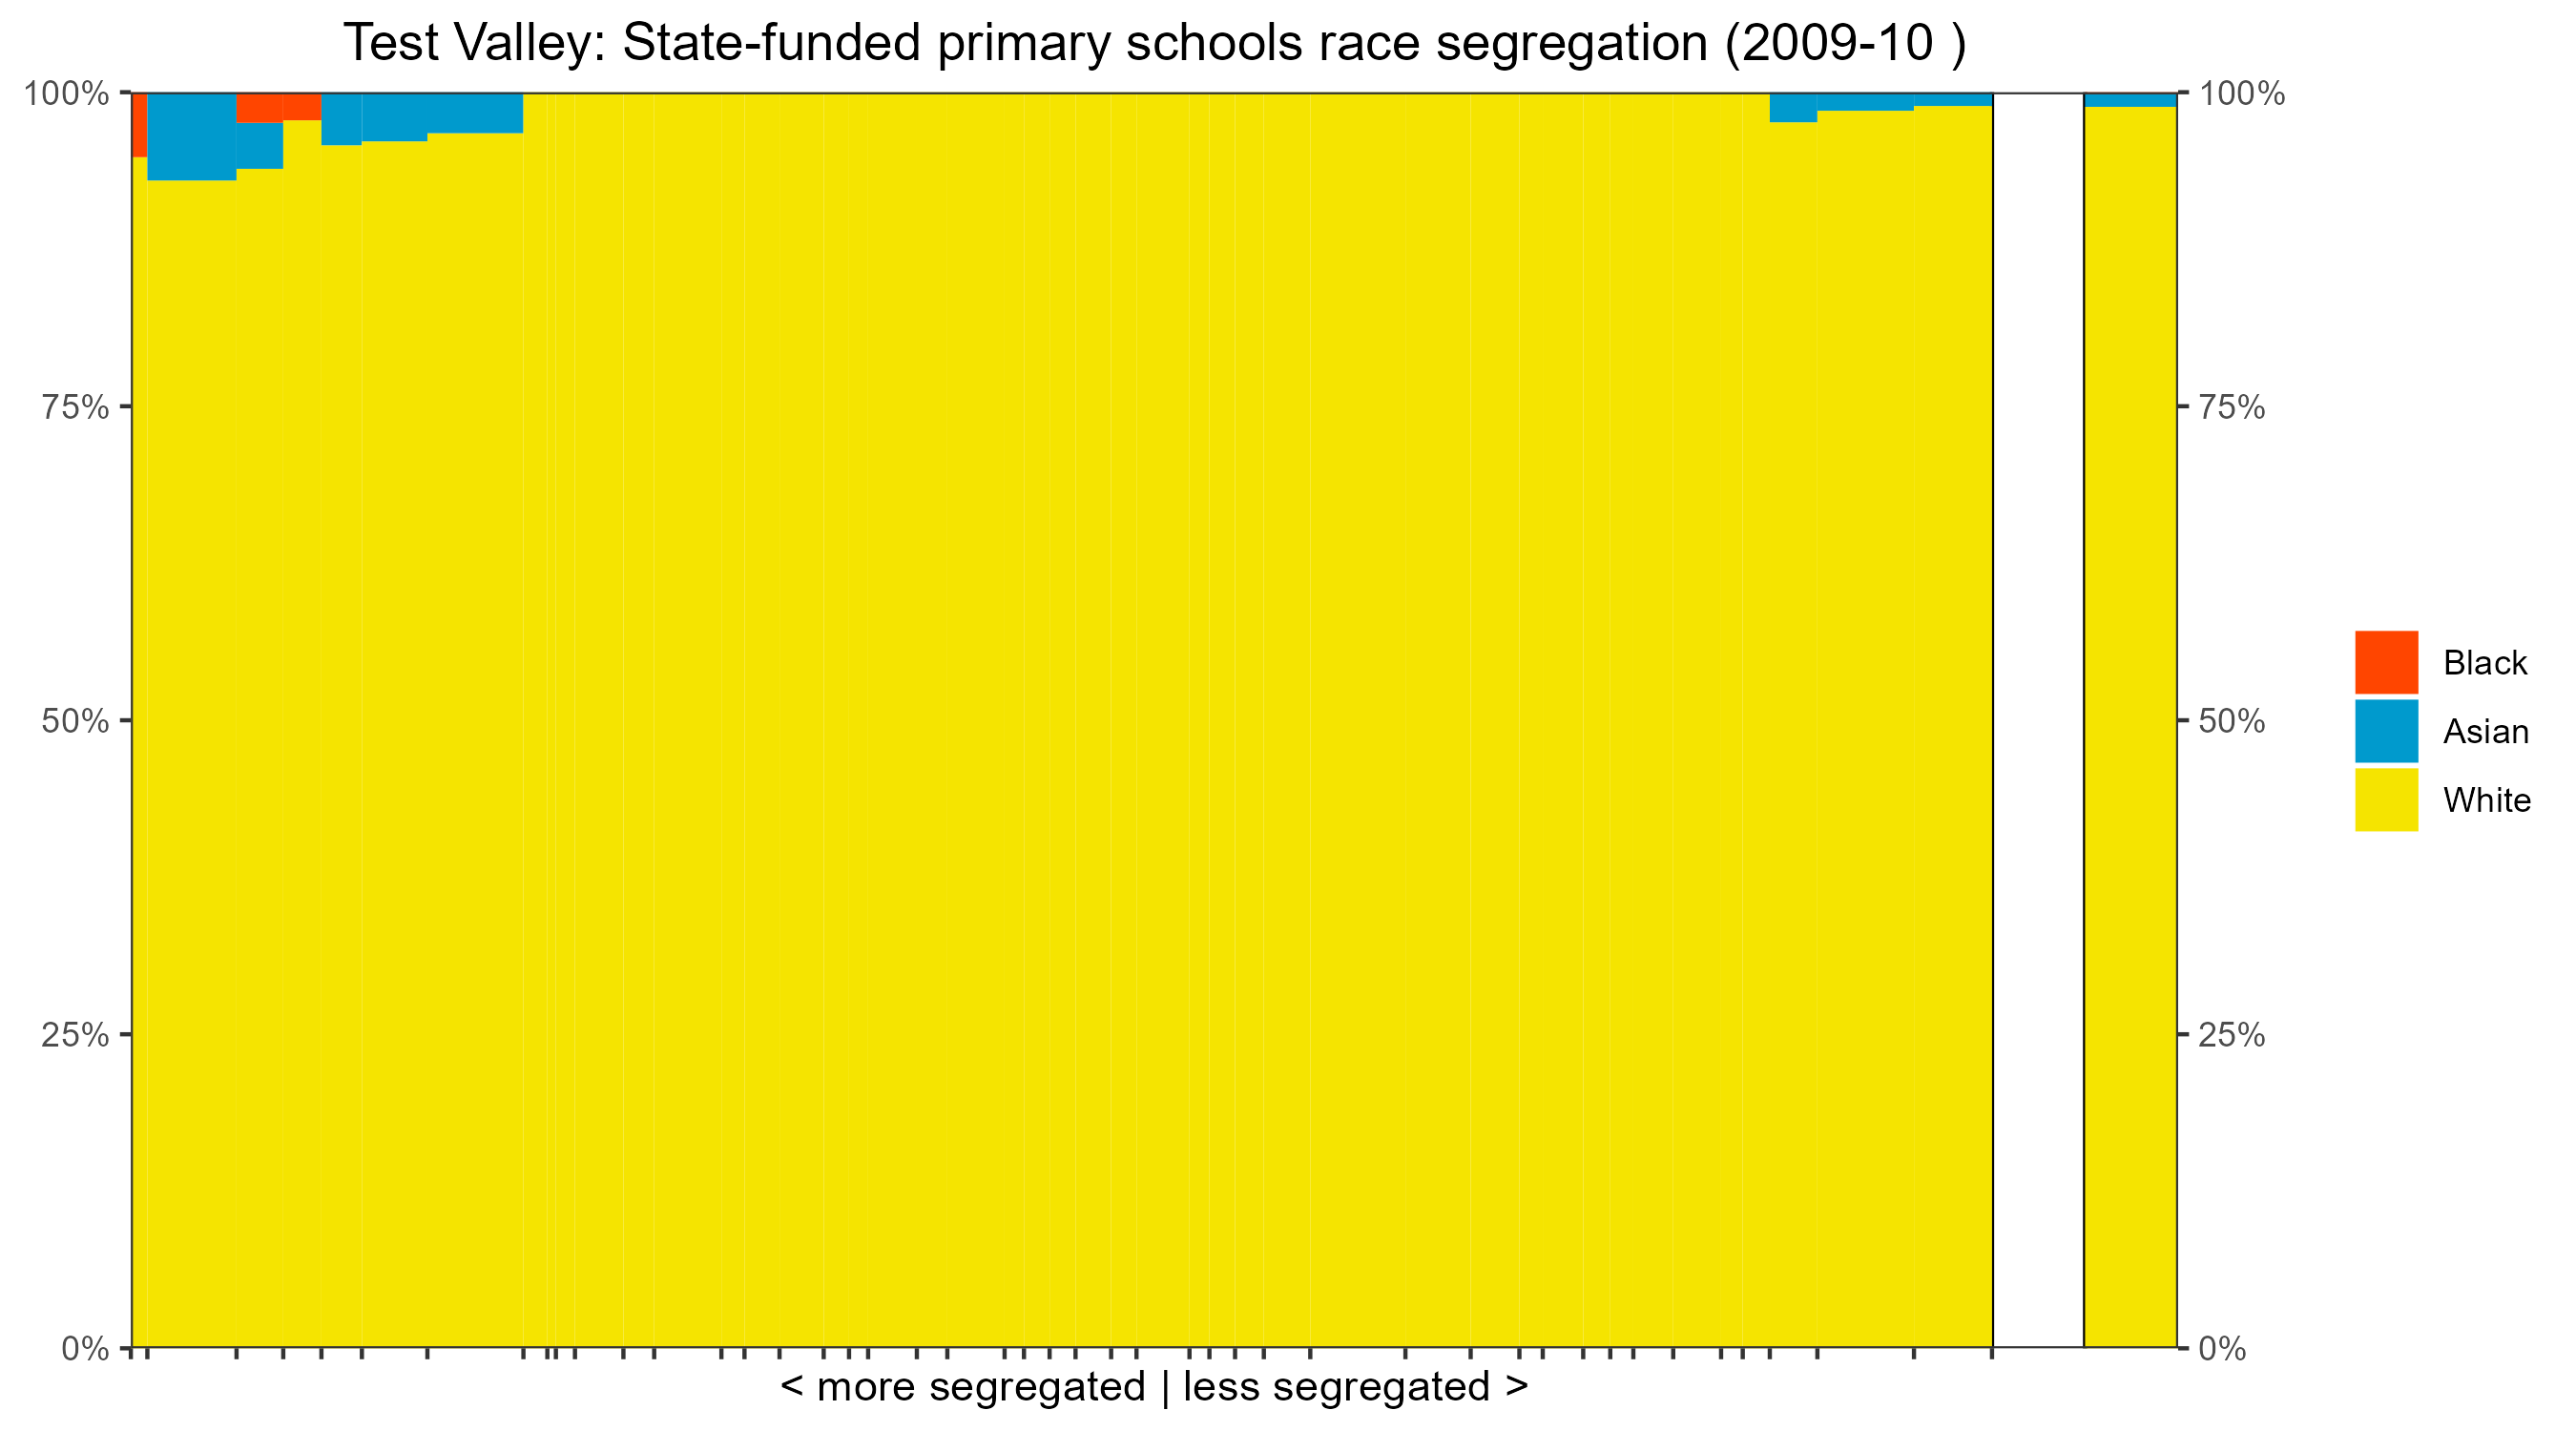 Test Valley: State-funded primary schools race segregation (2009-10 )
100%
75%
50%
25%
0%
100%
75%
50%
25%
0%
< more segregated | less segregated >
Black
Asian
White